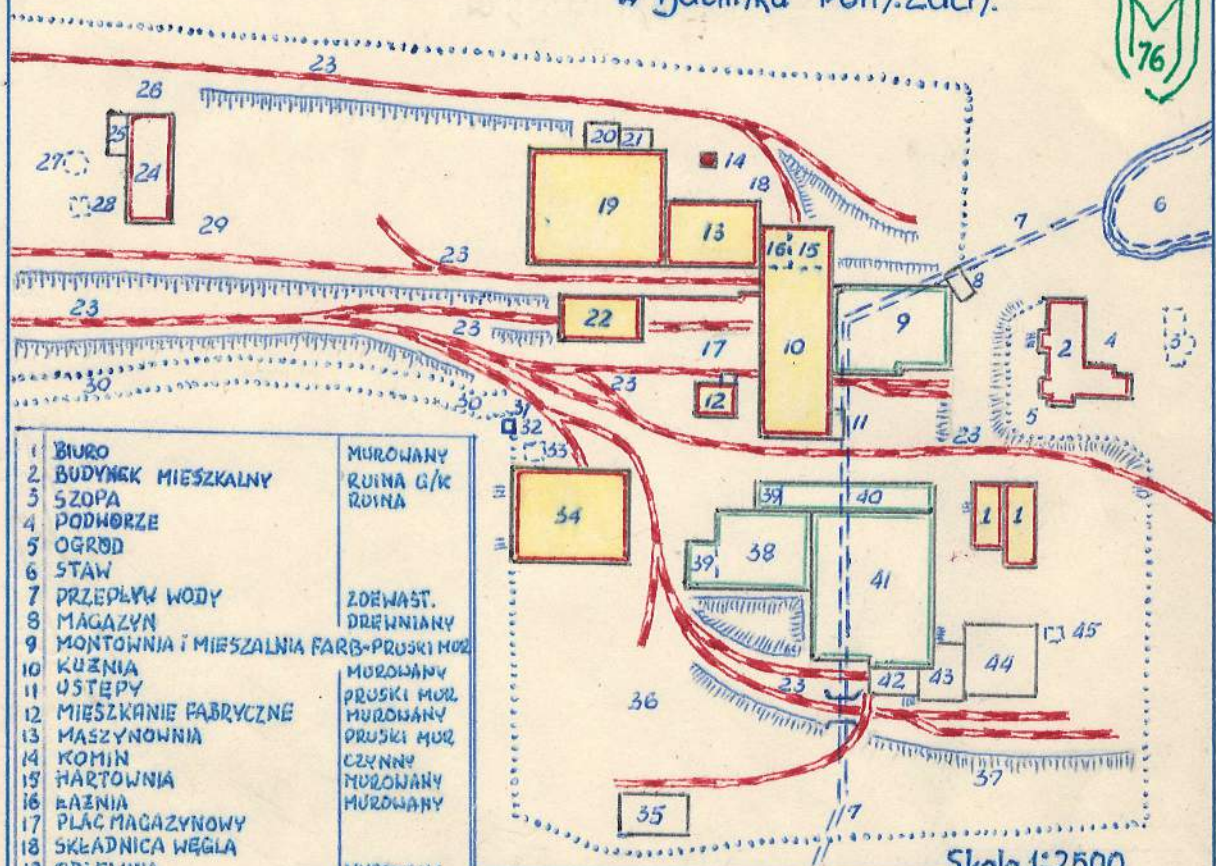 w Jachnika Półn/Zach/.
M
76
23
26
25
24
27
28
29
20 21
14
18
19
13
16 15
7
6
8
23
23
23
22
17
10
9
2
4
3
5
30
30
31
32
33
12
23
11
23
34
39
40
1 1
38
39
41
45
44
43
42
23
36
37
35
7
1 BIURO MUROWANY
2 BUDYNEK MIESZKALNY RUINA G/K
3 SZOPA RUINA
4 PODWÓRZE
5 OGRÓD
6 STAW
7 PRZEPŁYW WODY ZDEWAST.
8 MAGAZYN DREWNIANY
9 MONTOWNIA i MIESZALNIA FARB-PRUSKI MUR
10 KUŹNIA MUROWANY
11 USTĘPY PRUSKI MUR
12 MIESZKANIE FABRYCZNE MUROWANY
13 MASZYNOWNIA PRUSKI MUR
14 KOMIN CZYNNY
15 HARTOWNIA MUROWANY
16 ŁAŹNIA MUROWANY
17 PLAC MAGAZYNOWY
18 SKŁADNICA WĘGLA
Skala 1:2500